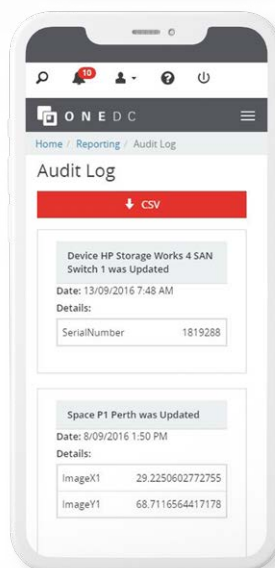 10
ONEDC
Home / Reporting / Audit Log
Audit Log
CSV
Device HP Storage Works 4 SAN
Switch 1 was Updated
Date: 13/09/2016 7:48 AM
Details:
SerialNumber 1819288
Space P1 Perth was Updated
Date: 8/09/2016 1:50 PM
Details:
ImageX1 29.2250602772755
ImageY1 68.7116564417178